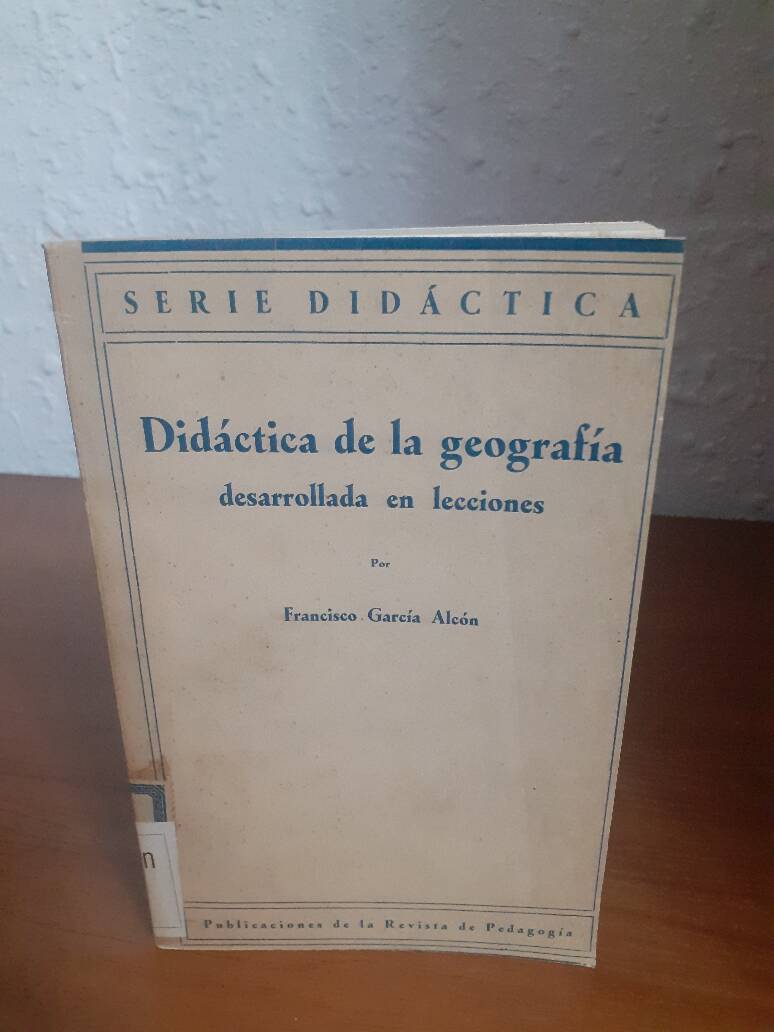 SERIE DIDÁCTICA
Didáctica de la geografía
desarrollada en lecciones
Por
Francisco García Alcón
n
Publicaciones de la Revista de Pedagogía